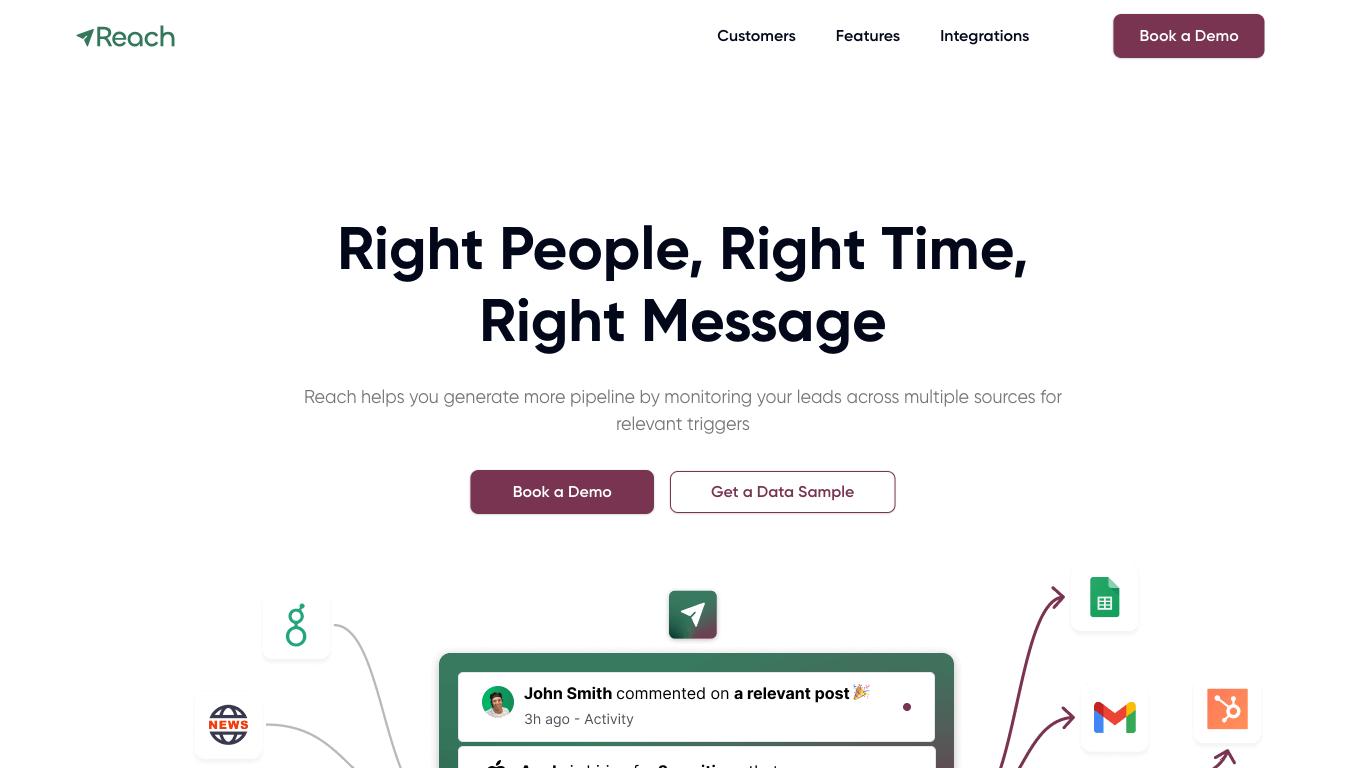 Reach
Customers
Features
Integrations
Book a Demo
Right People, Right Time,
Right Message
Reach helps you generate more pipeline by monitoring your leads across multiple sources for
relevant triggers
Book a Demo
Get a Data Sample
John Smith commented on a relevant post 🎉
3h ago - Activity
NEWS